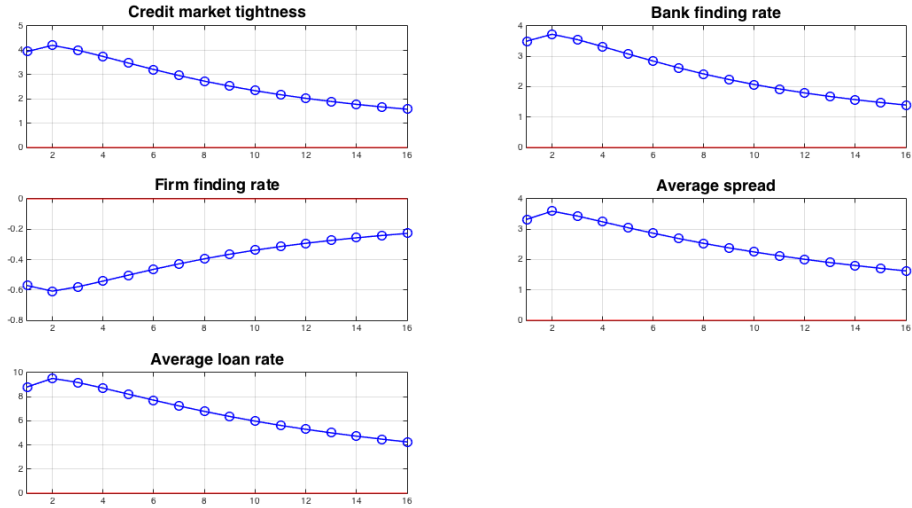 Credit market tightness
5
4
3
2
1
0
2 4 6 8 10 12 14 16
Bank finding rate
4
3
2
1
0
2 4 6 8 10 12 14 16
Firm finding rate
0
-0.2
-0.4
-0.6
-0.8
2 4 6 8 10 12 14 16
Average spread
4
3
2
1
0
2 4 6 8 10 12 14 16
Average loan rate
10
8
6
4
2
0
2 4 6 8 10 12 14 16